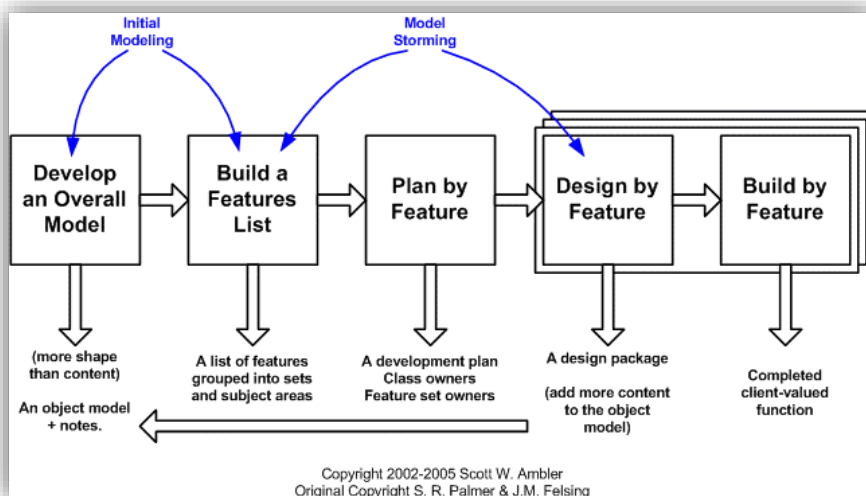 Initial
Modeling
Model
Storming
Develop
an Overall
Model
Build a
Features
List
Plan by
Feature
Design by
Feature
Build by
Feature
(more shape
than content)
An object model
+ notes.
A list of features
grouped into sets
and subject areas
A development plan
Class owners
Feature set owners
A design package
(add more content
to the object
model)
Completed
client-valued
function
Copyright 2002-2005 Scott W. Ambler
Original Copyright S. R. Palmer & J.M. Felsing